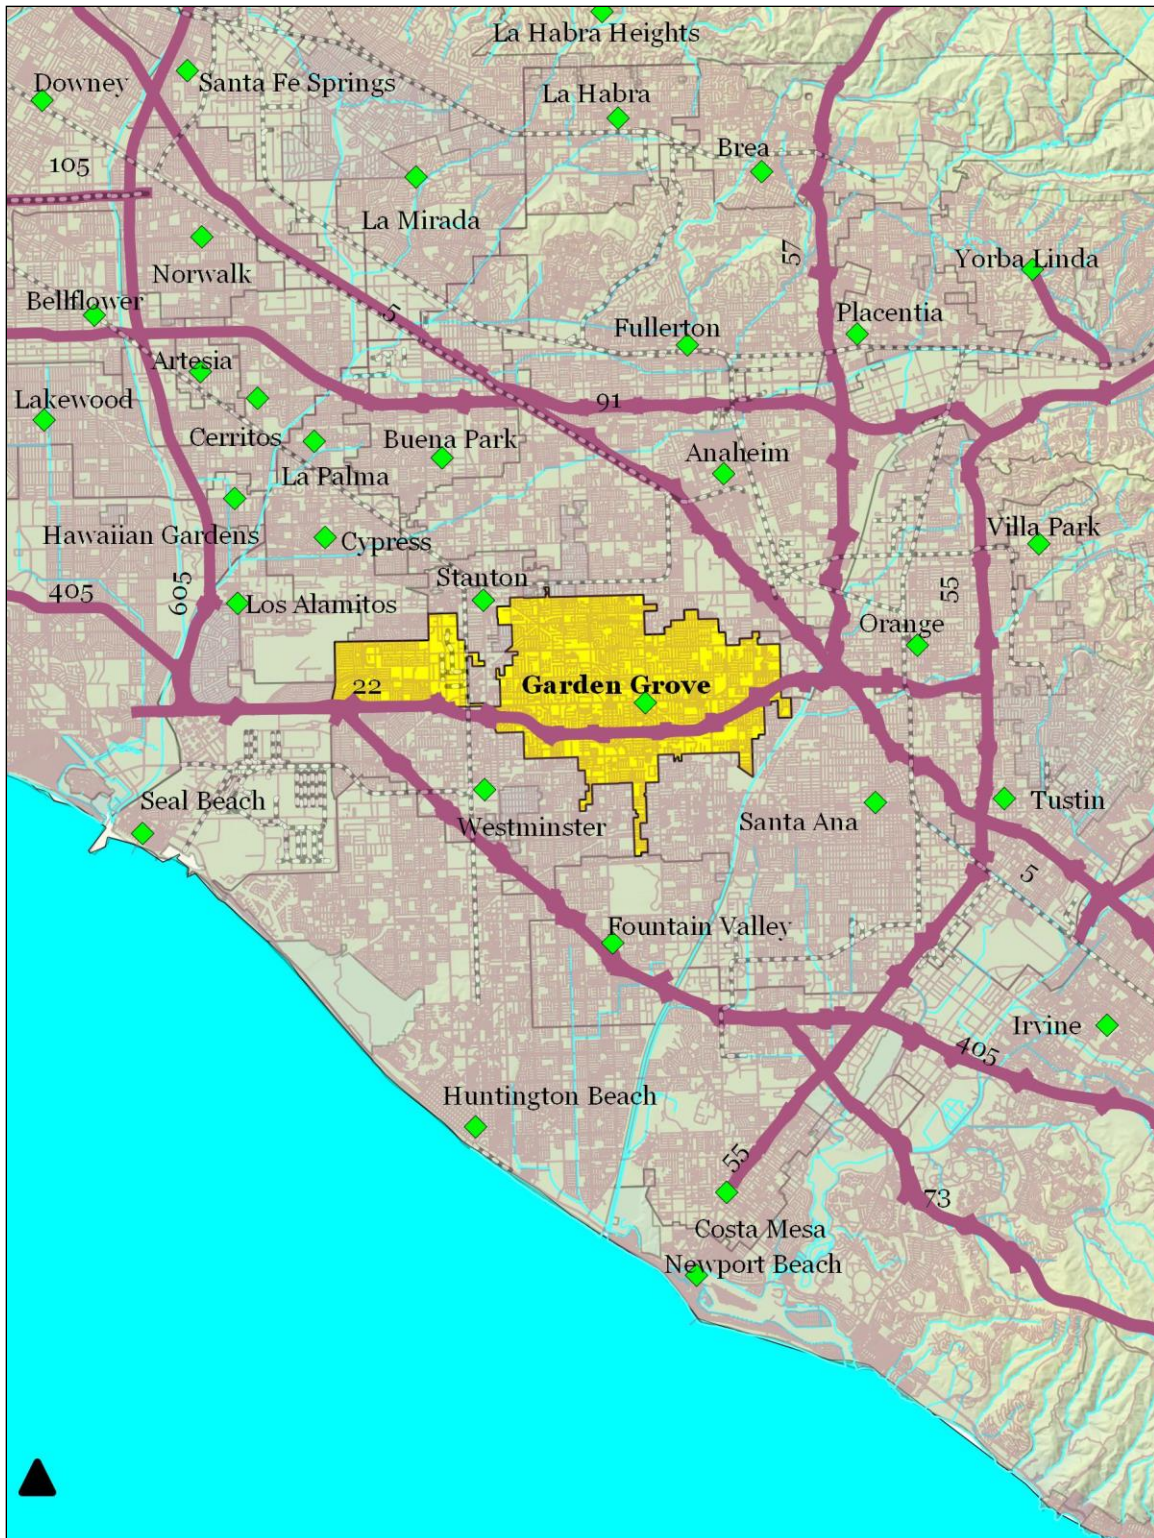 La Habra Heights
Downey
Santa Fe Springs
La Habra
Brea
105
La Mirada
57
Yorba Linda
Norwalk
Bellflower
5
Placentia
Fullerton
Artesia
Lakewood
91
Cerritos
Buena Park
Anaheim
La Palma
Hawaiian Gardens
Cypress
Villa Park
Stanton
405
605
Los Alamitos
55
Orange
22
Garden Grove
Seal Beach
Westminster
Santa Ana
Tustin
5
Fountain Valley
Irvine
405
Huntington Beach
55
73
Costa Mesa
Newport Beach